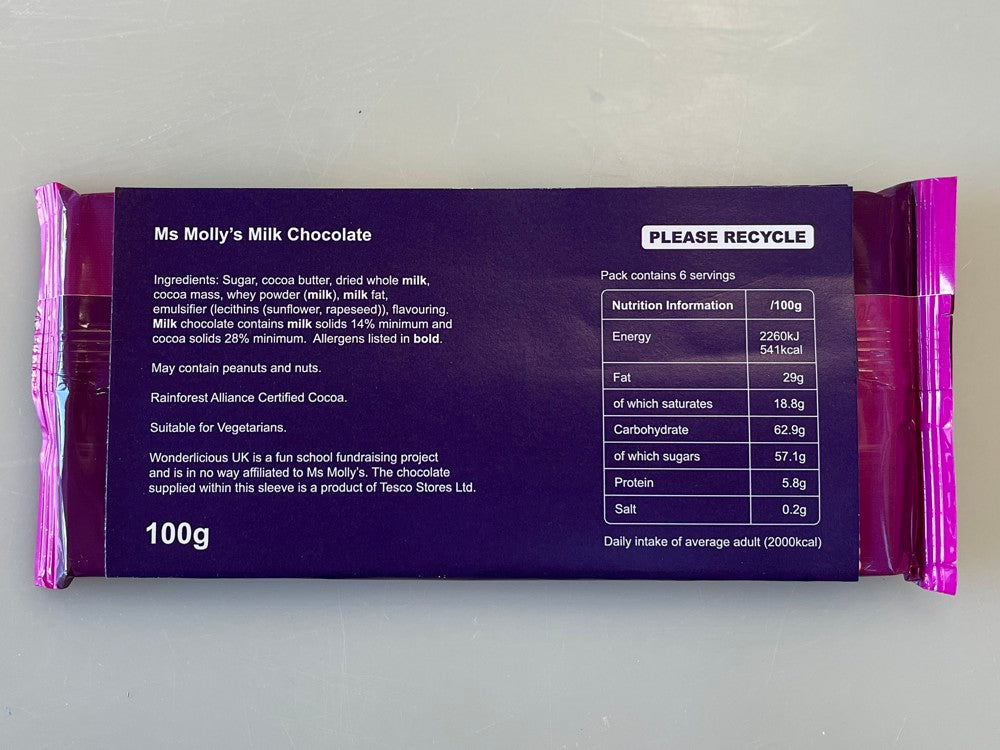 Ms Molly’s Milk Chocolate
Ingredients: Sugar, cocoa butter, dried whole milk,
cocoa mass, whey powder (milk), milk fat,
emulsifier (lecithins (sunflower, rapeseed)), flavouring.
Milk chocolate contains milk solids 14% minimum and
cocoa solids 28% minimum. Allergens listed in bold.
May contain peanuts and nuts.
Rainforest Alliance Certified Cocoa.
Suitable for Vegetarians.
Wonderlicious UK is a fun school fundraising project
and is in no way affiliated to Ms Molly’s. The chocolate
supplied within this sleeve is a product of Tesco Stores Ltd.
100g
PLEASE RECYCLE
Pack contains 6 servings
Nutrition Information /100g
Energy 2260kJ
541kcal
Fat 29g
of which saturates 18.8g
Carbohydrate 62.9g
of which sugars 57.1g
Protein 5.8g
Salt 0.2g
Daily intake of average adult (2000kcal)